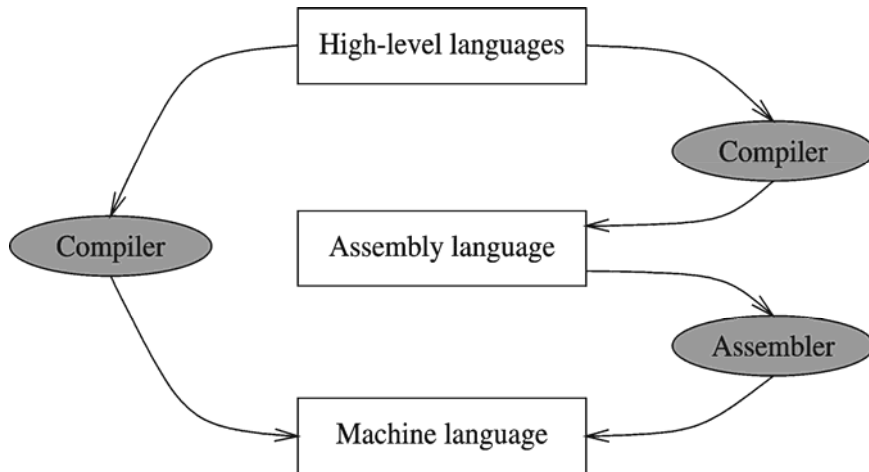 High-level languages
Compiler
Compiler
Assembly language
Assembler
Machine language